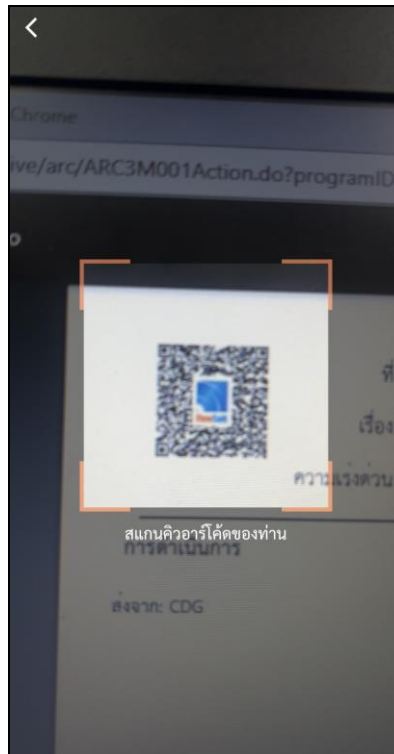 Chrome
ve/arc/ARC3M001Action.do?programID
ที่
เรื่อง
ความเร่งด่วน
สแกนคิวอาร์โค้ดของท่าน
การดำเนินการ
ส่งจาก: CDG